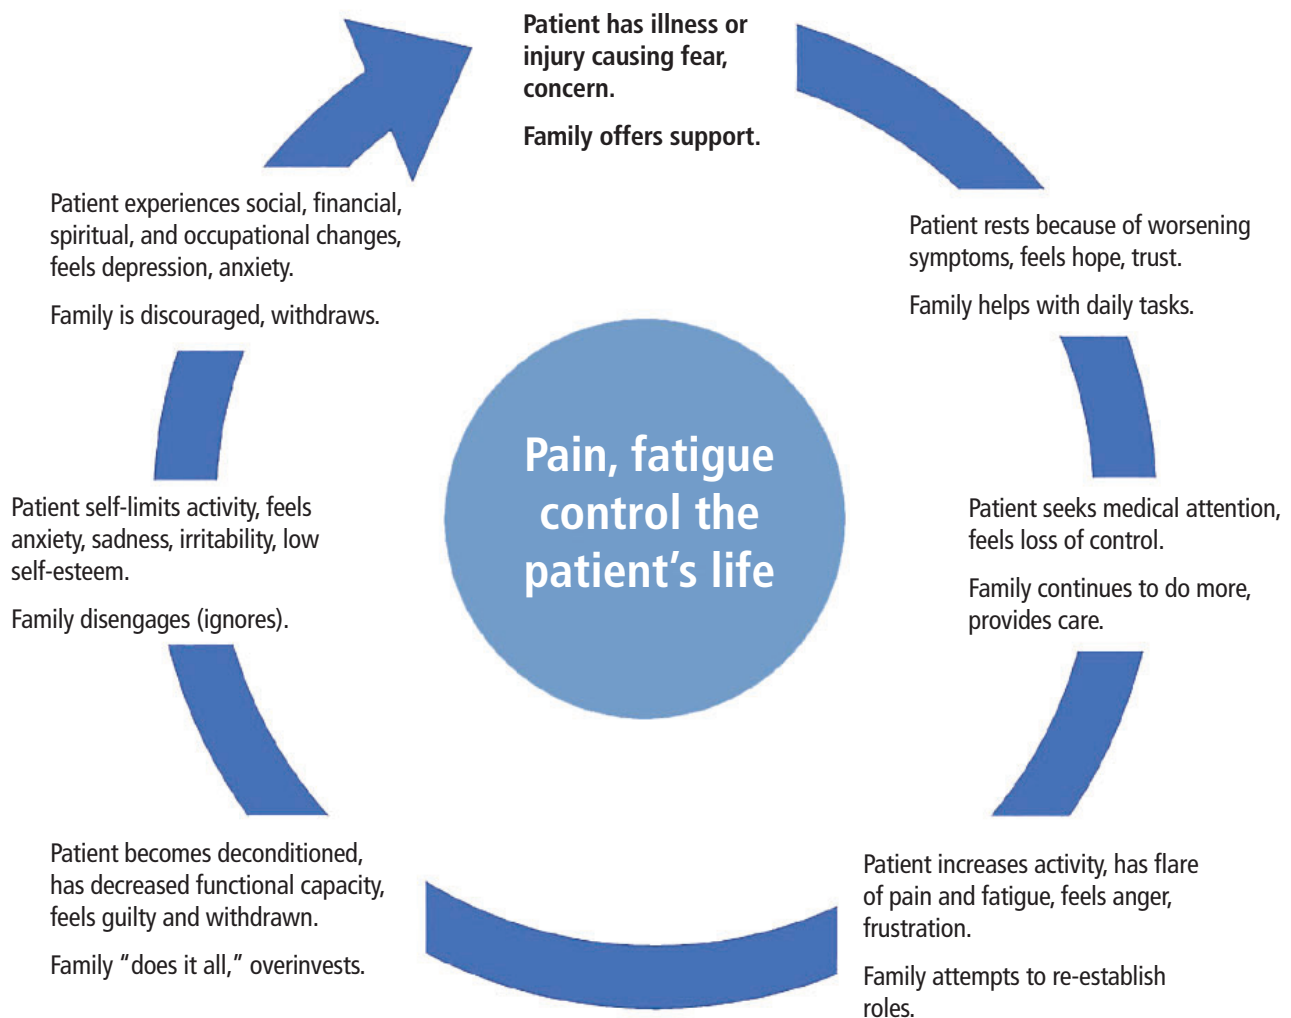 Patient has illness or
injury causing fear,
concern.
Family offers support.
Patient rests because of worsening
symptoms, feels hope, trust.
Family helps with daily tasks.
Patient seeks medical attention,
feels loss of control.
Family continues to do more,
provides care.
Patient increases activity, has flare
of pain and fatigue, feels anger,
frustration.
Family attempts to re-establish
roles.
Patient becomes deconditioned,
has decreased functional capacity,
feels guilty and withdrawn.
Family “does it all,” overinvests.
Patient self-limits activity, feels
anxiety, sadness, irritability, low
self-esteem.
Family disengages (ignores).
Patient experiences social, financial,
spiritual, and occupational changes,
feels depression, anxiety.
Family is discouraged, withdraws.
Pain, fatigue
control the
patient’s life